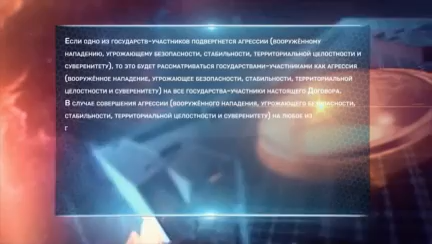 Если одно из государств-участников подвергнется агрессии (вооружённому
нападению, угрожающему безопасности, стабильности, территориальной целостности и
суверенитету), то это будет рассматриваться государствами-участниками как агрессия
(вооружённое нападение, угрожающее безопасности, стабильности, территориальной
целостности и суверенитету) на все государства-участники настоящего Договора.
В случае совершения агрессии (вооружённого нападения, угрожающего безопасности,
стабильности, территориальной целостности и суверенитету) на любое из
г